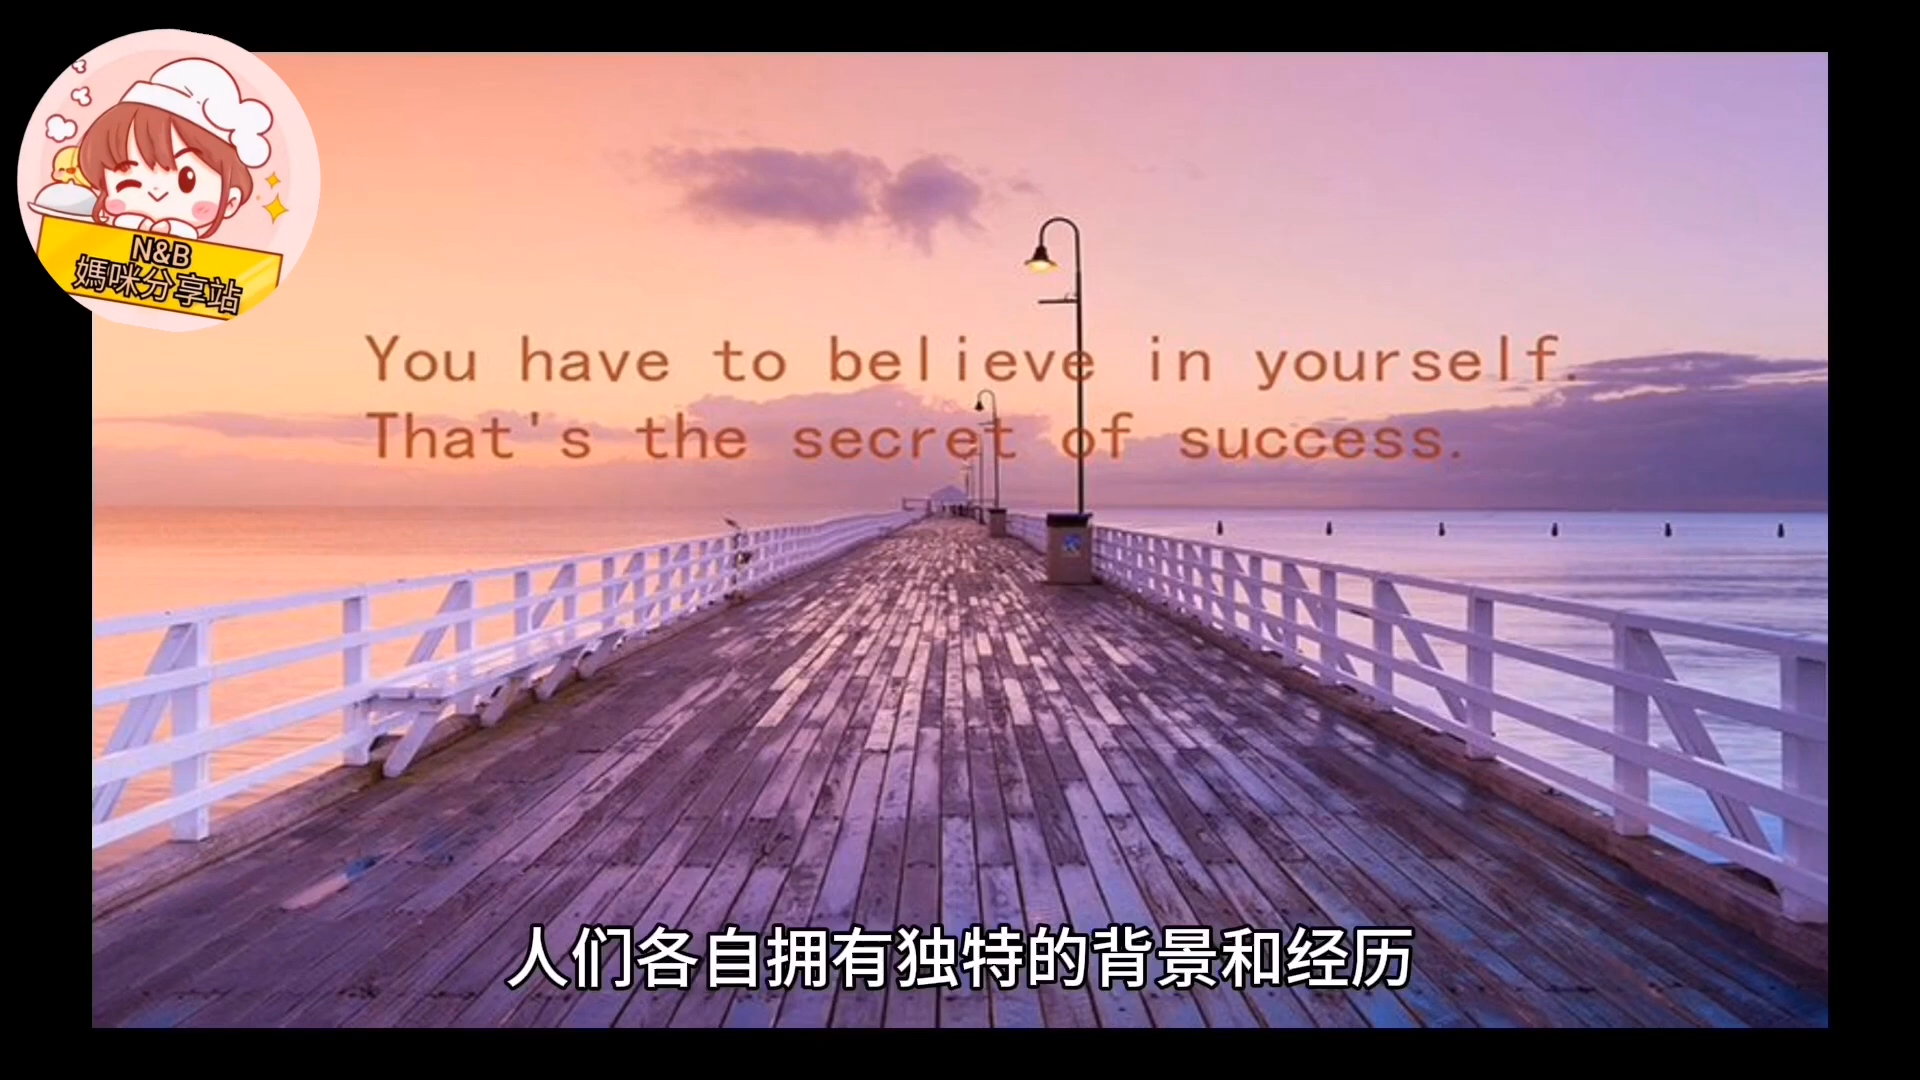 N&B
媽咪分享站
You have to believe in yourself.
That's the secret of success.
人们各自拥有独特的背景和经历